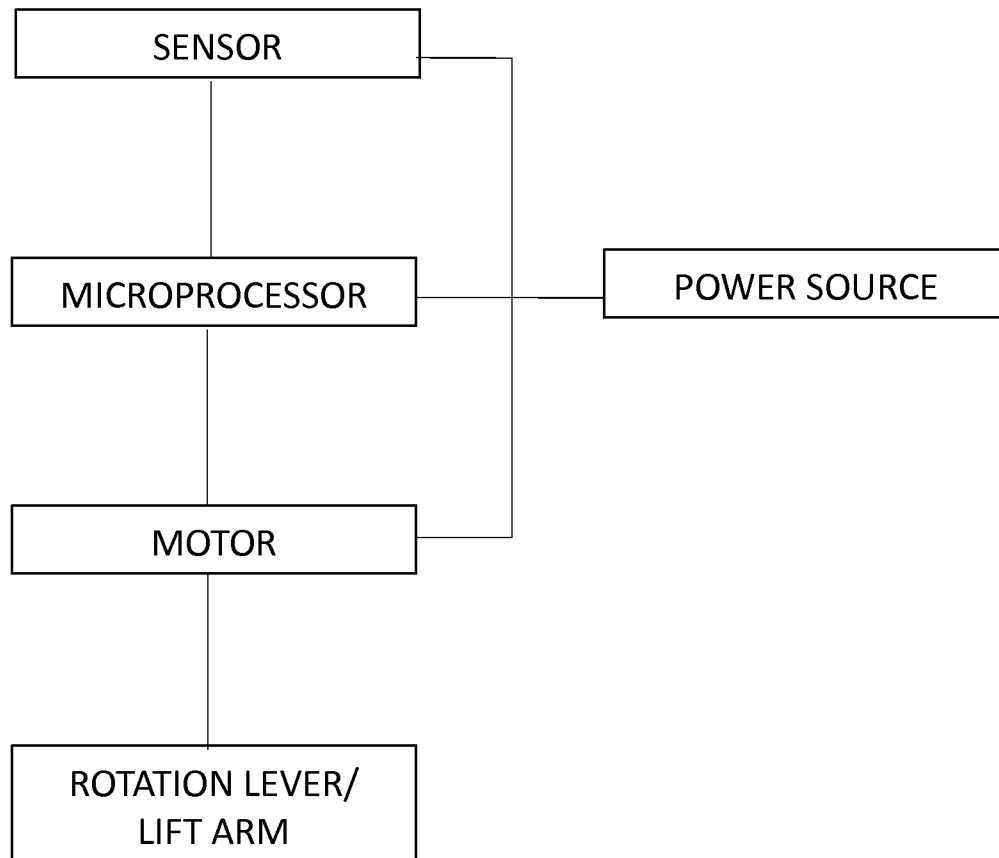 SENSOR
MICROPROCESSOR
POWER SOURCE
MOTOR
ROTATION LEVER/
LIFT ARM